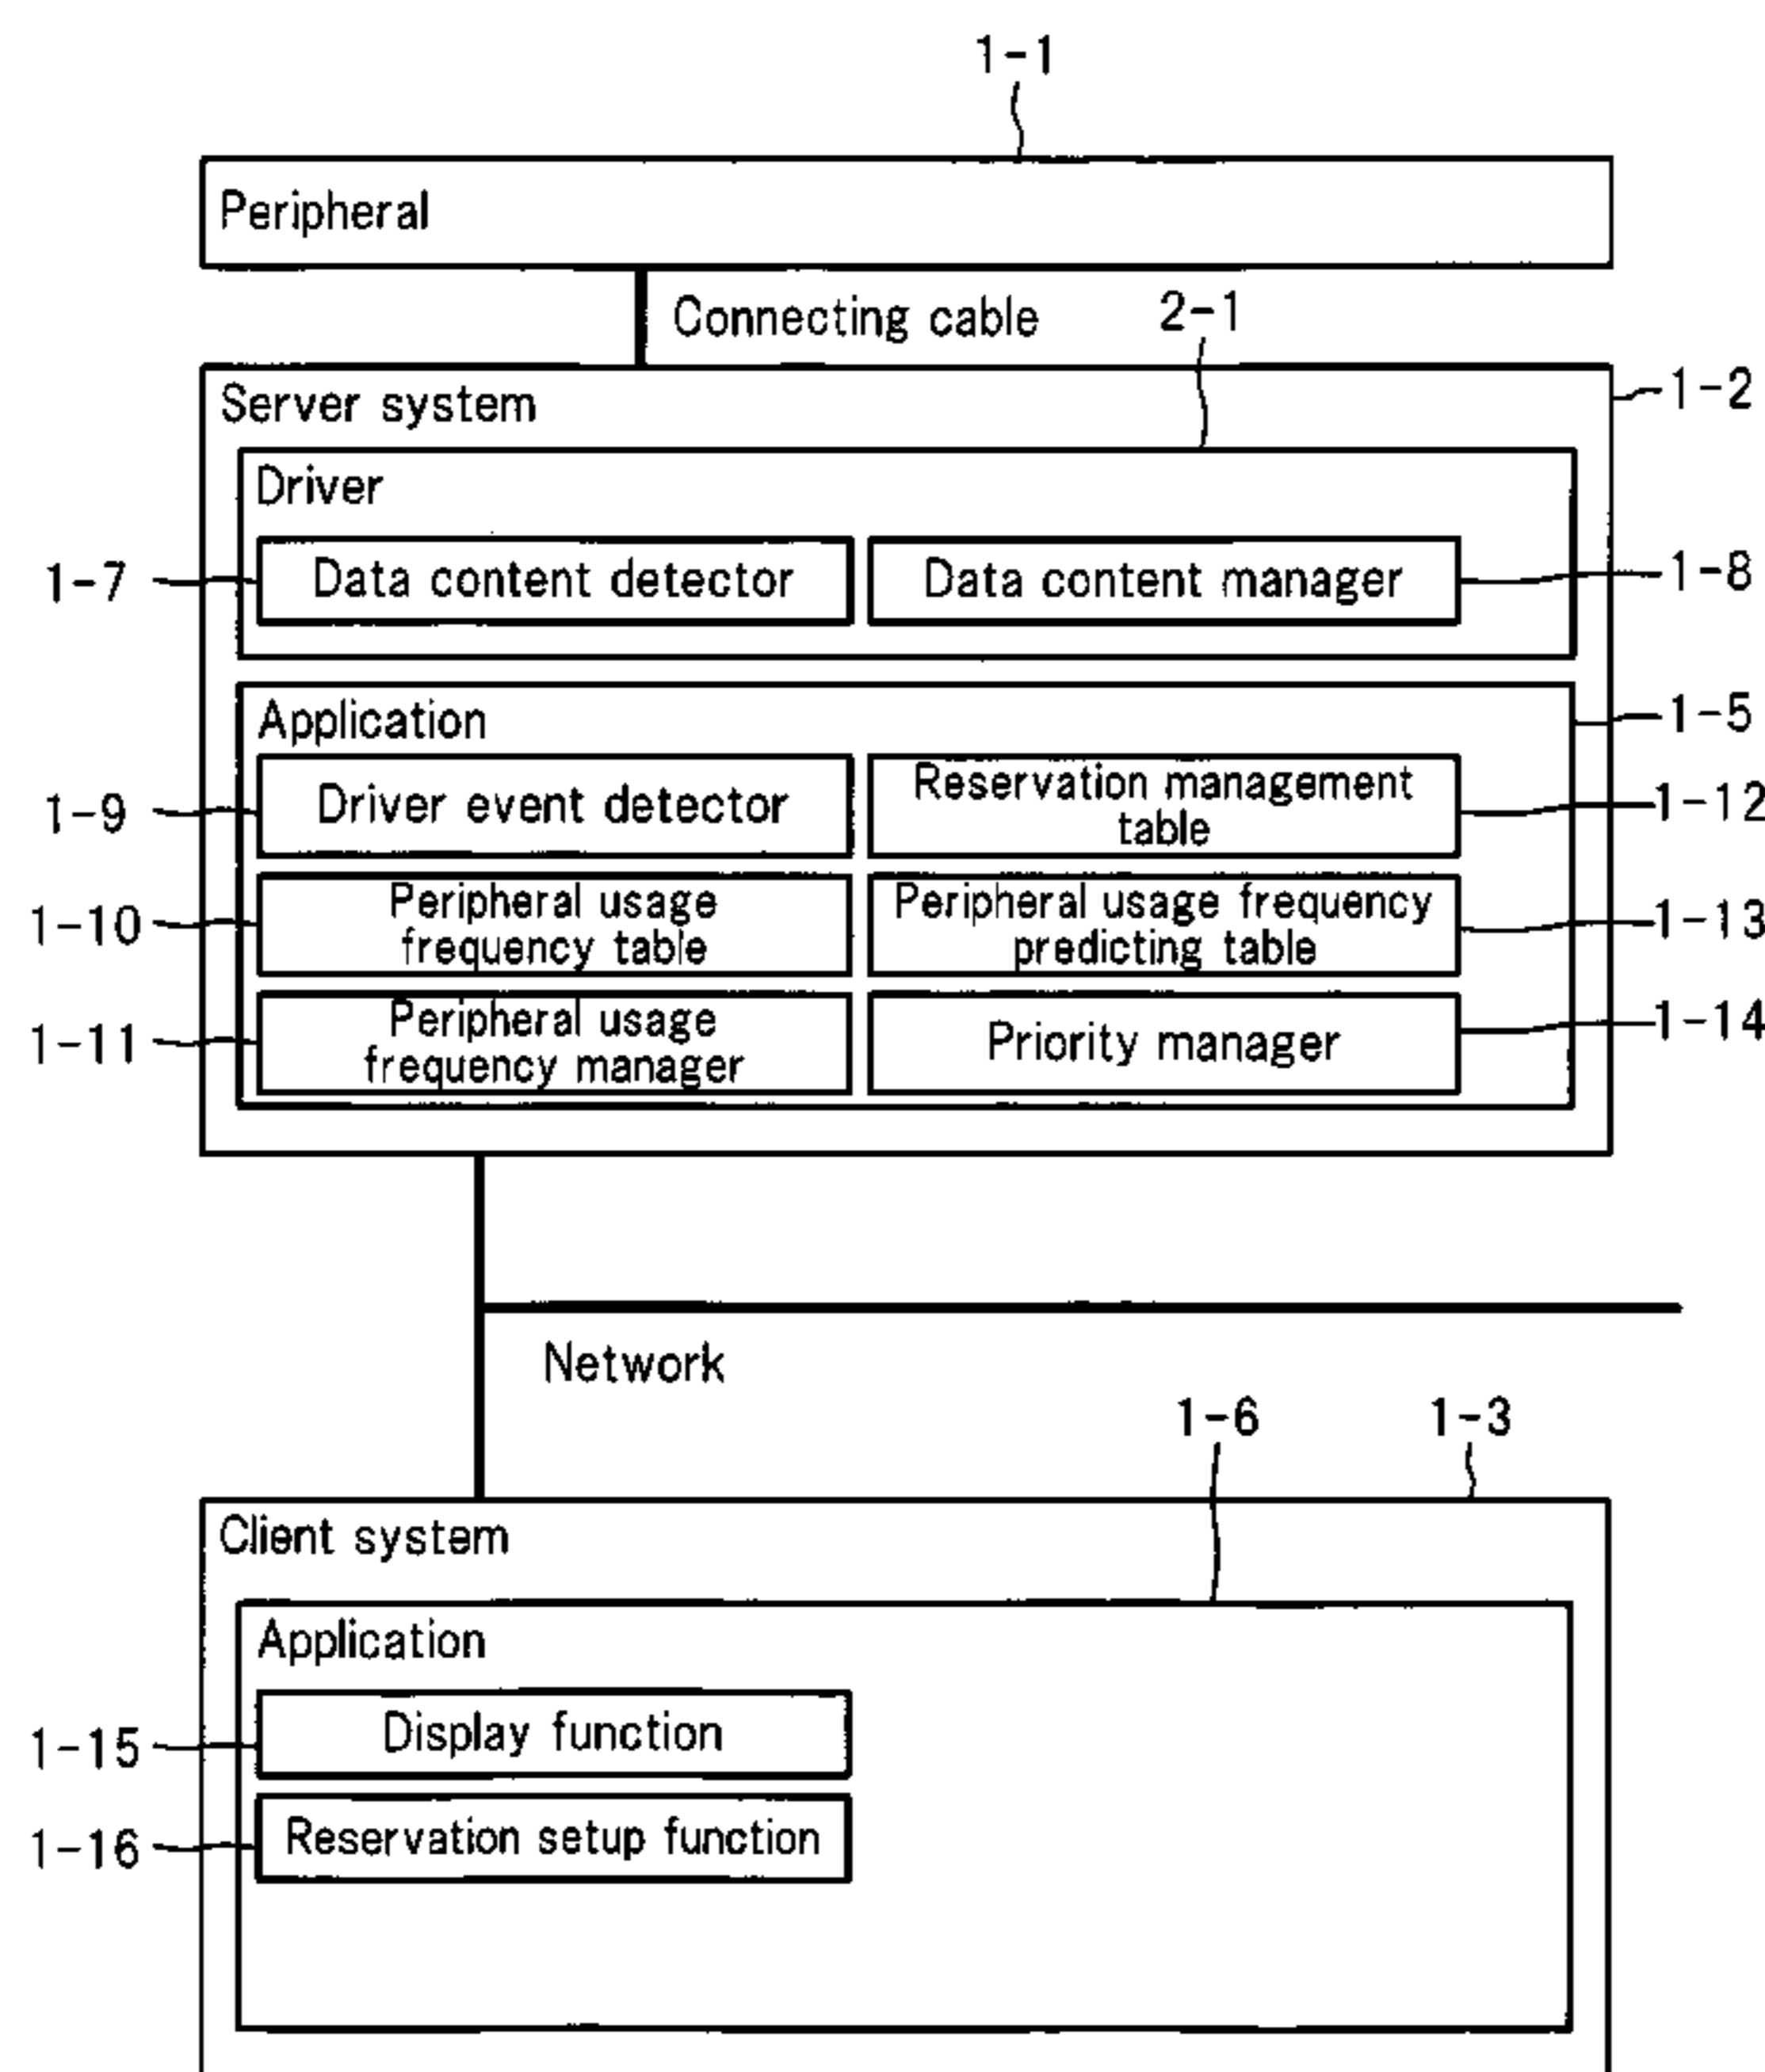 1-1
Peripheral
Connecting cable
2-1
Server system
1-2
Driver
1-7
Data content detector
Data content manager
1-8
Application
1-5
1-9
Driver event detector
Reservation management
table
1-12
1-10
Peripheral usage
frequency table
Peripheral usage frequency
predicting table
1-13
1-11
Peripheral usage
frequency manager
Priority manager
1-14
Network
1-6
1-3
Client system
Application
1-15
Display function
1-16
Reservation setup function